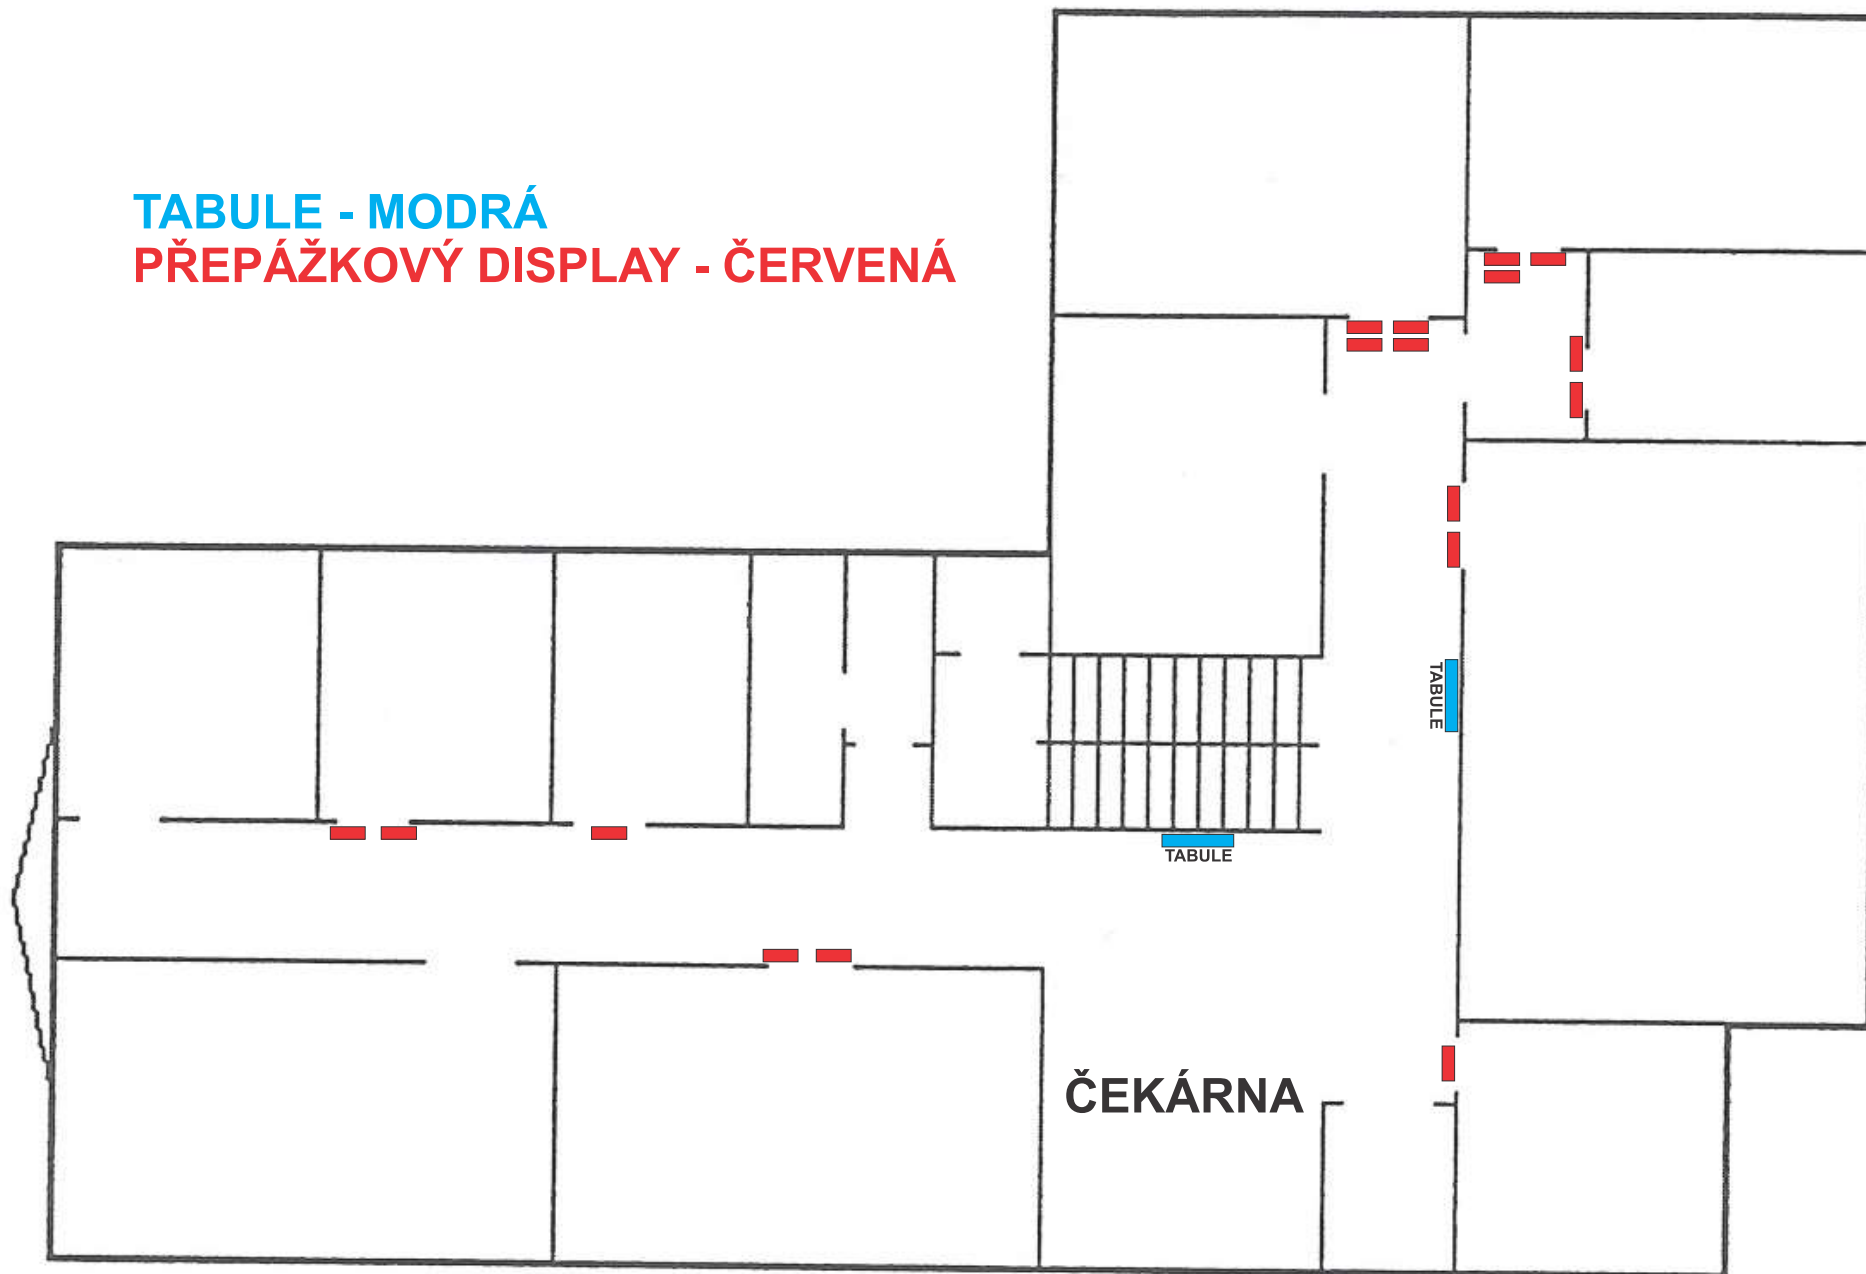 TABULE - MODRÁ
PŘEPÁŽKOVÝ DISPLAY - ČERVENÁ
TABULE
TABULE
ČEKÁRNA